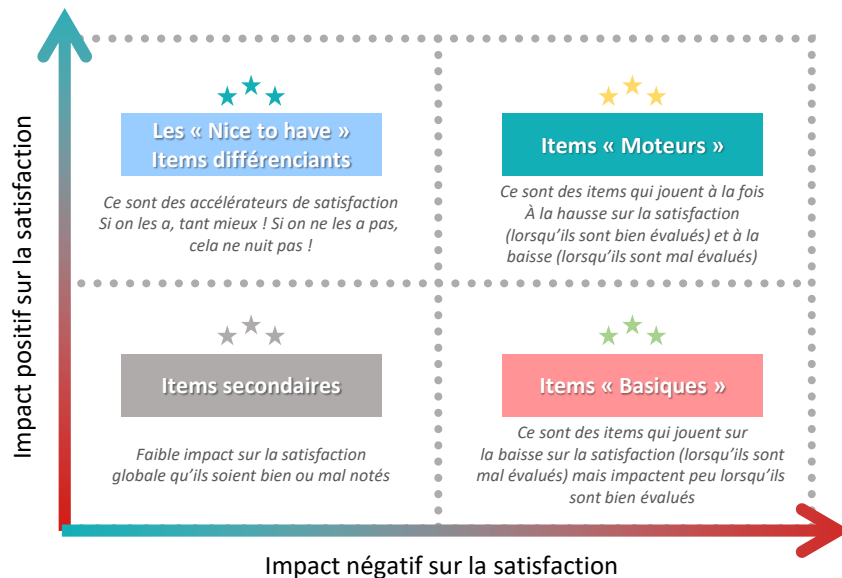 Impact positif sur la satisfaction
Les « Nice to have »
Items différenciants
Ce sont des accélérateurs de satisfaction
Si on les a, tant mieux ! Si on ne les a pas,
cela ne nuit pas !
Items « Moteurs »
Ce sont des items qui jouent à la fois
À la hausse sur la satisfaction
(lorsqu'ils sont bien évalués) et à la
baisse (lorsqu'ils sont mal évalués)
Items secondaires
Faible impact sur la satisfaction
globale qu'ils soient bien ou mal notés
Items « Basiques »
Ce sont des items qui jouent sur
la baisse sur la satisfaction (lorsqu'ils sont
mal évalués) mais impactent peu lorsqu'ils
sont bien évalués
Impact négatif sur la satisfaction